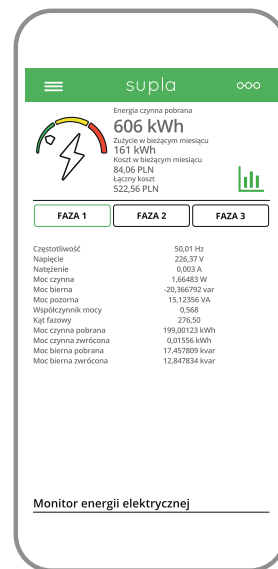 supla
Energia czynna pobrana
606 kWh
Zużycie w bieżącym miesiącu
161 kWh
Koszt w bieżącym miesiącu
84,06 PLN
Łączny koszt
522,56 PLN
FAZA 1 FAZA 2 FAZA 3
Częstotliwość 50,01 Hz
Napięcie 226,37 V
Natężenie 0,003 A
Moc czynna 1,66483 W
Moc bierna -20,366792 var
Moc pozorna 15,12356 VA
Współczynnik mocy 0,568
Kąt fazowy 276,50
Moc czynna pobrana 199,00123 kWh
Moc czynna zwrócona 0,01556 kWh
Moc bierna pobrana 17,457809 kvar
Moc bierna zwrócona 12,847834 kvar
Monitor energii elektrycznej